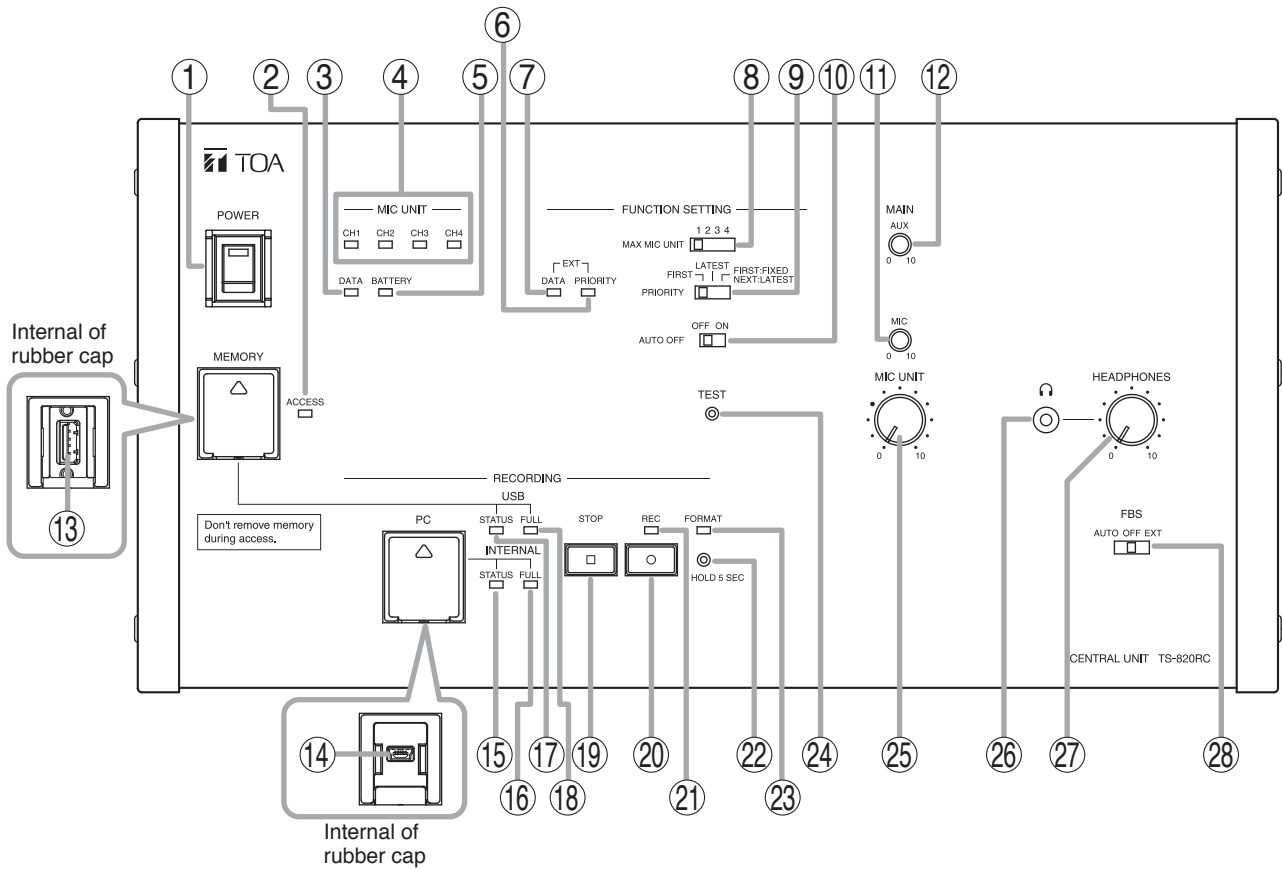 ⑥
① ② ③ ④ ⑤ ⑦ ⑧ ⑨ ⑩ ⑪ ⑫
TOA
POWER
MIC UNIT
CH1 CH2 CH3 CH4
DATA BATTERY
FUNCTION SETTING
1 2 3 4
MAX MIC UNIT
EXT
DATA PRIORITY
LATEST
FIRST
FIRST:FIXED
NEXT:LATEST
PRIORITY
OFF ON
AUTO OFF
MAIN
AUX
0 10
MIC
0 10
Internal of
rubber cap
⑬
MEMORY
ACCESS
Don't remove memory
during access.
TEST
MIC UNIT
0 10
HEADPHONES
0 10
RECORDING
USB
PC
STATUS FULL
STOP
REC
FORMAT
INTERNAL
STATUS FULL
HOLD 5 SEC
FBS
AUTO OFF EXT
CENTRAL UNIT TS-820RC
⑭
Internal of
rubber cap
⑮ ⑰ ⑲ ⑳ ㉒ ㉔ ㉕ ㉖ ㉗ ㉘
⑯ ⑱ ㉑ ㉓